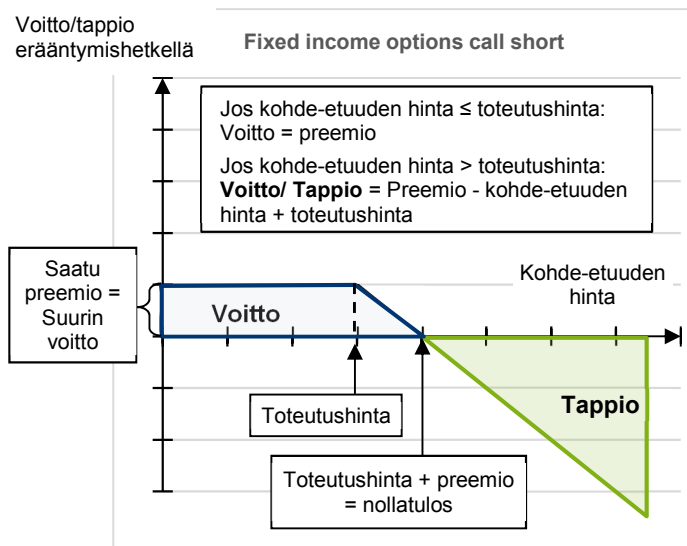 Voitto/tappio
erääntymishetkellä
Fixed income options call short
Jos kohde-etuuden hinta ≤ toteutushinta:
Voitto = preemio
Jos kohde-etuuden hinta > toteutushinta:
Voitto/ Tappio = Preemio - kohde-etuuden
hinta + toteutushinta
Saatu
preemio =
Suurin
voitto
Voitto
Kohde-etuuden
hinta
Toteutushinta
Tappio
Toteutushinta + preemio
= nollatulos